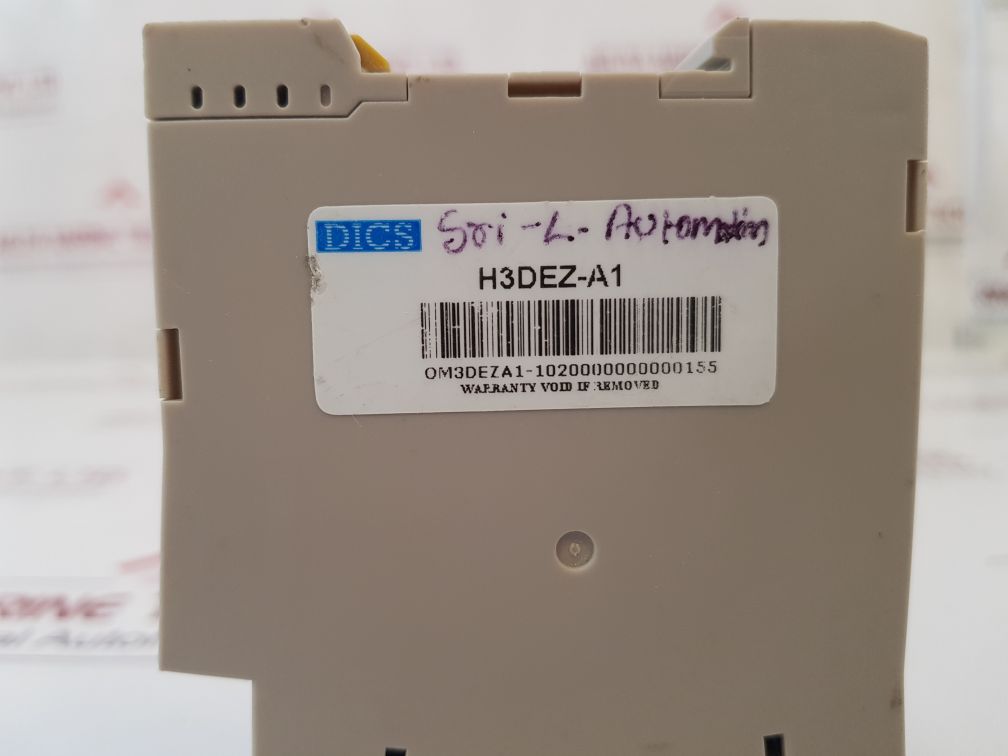 DICS Sri-L. Automation
H3DEZ-A1
OM3DEZA1-1020000000000155
WARRANTY VOID IF REMOVED